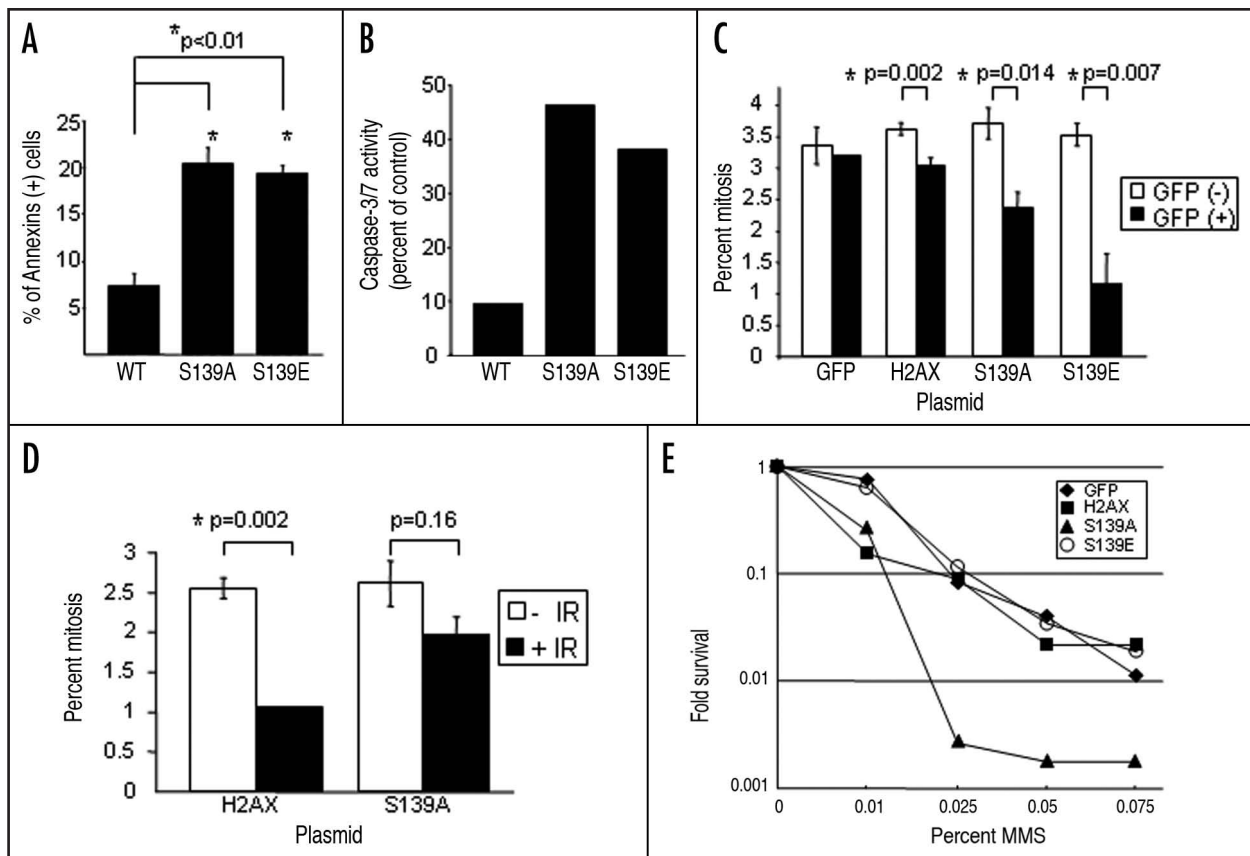 A
*p<0.01
% of Annexins (+) cells
25
20
15
10
5
*
*
WT
S139A
S139E
B
Caspase-3/7 activity
(percent of control)
50
40
30
20
10
0
WT
S139A
S139E
C
* p=0.002
* p=0.014
* p=0.007
Percent mitosis
4
3.5
3
2.5
2
1.5
1
0.5
0
GFP (-)
GFP (+)
GFP
H2AX
S139A
S139E
Plasmid
D
* p=0.002
p=0.16
Percent mitosis
3
2.5
2
1.5
1
0.5
0
- IR
+ IR
H2AX
S139A
Plasmid
E
Fold survival
1
0.1
0.01
0.001
GFP
H2AX
S139A
S139E
0
0.01
0.025
0.05
0.075
Percent MMS